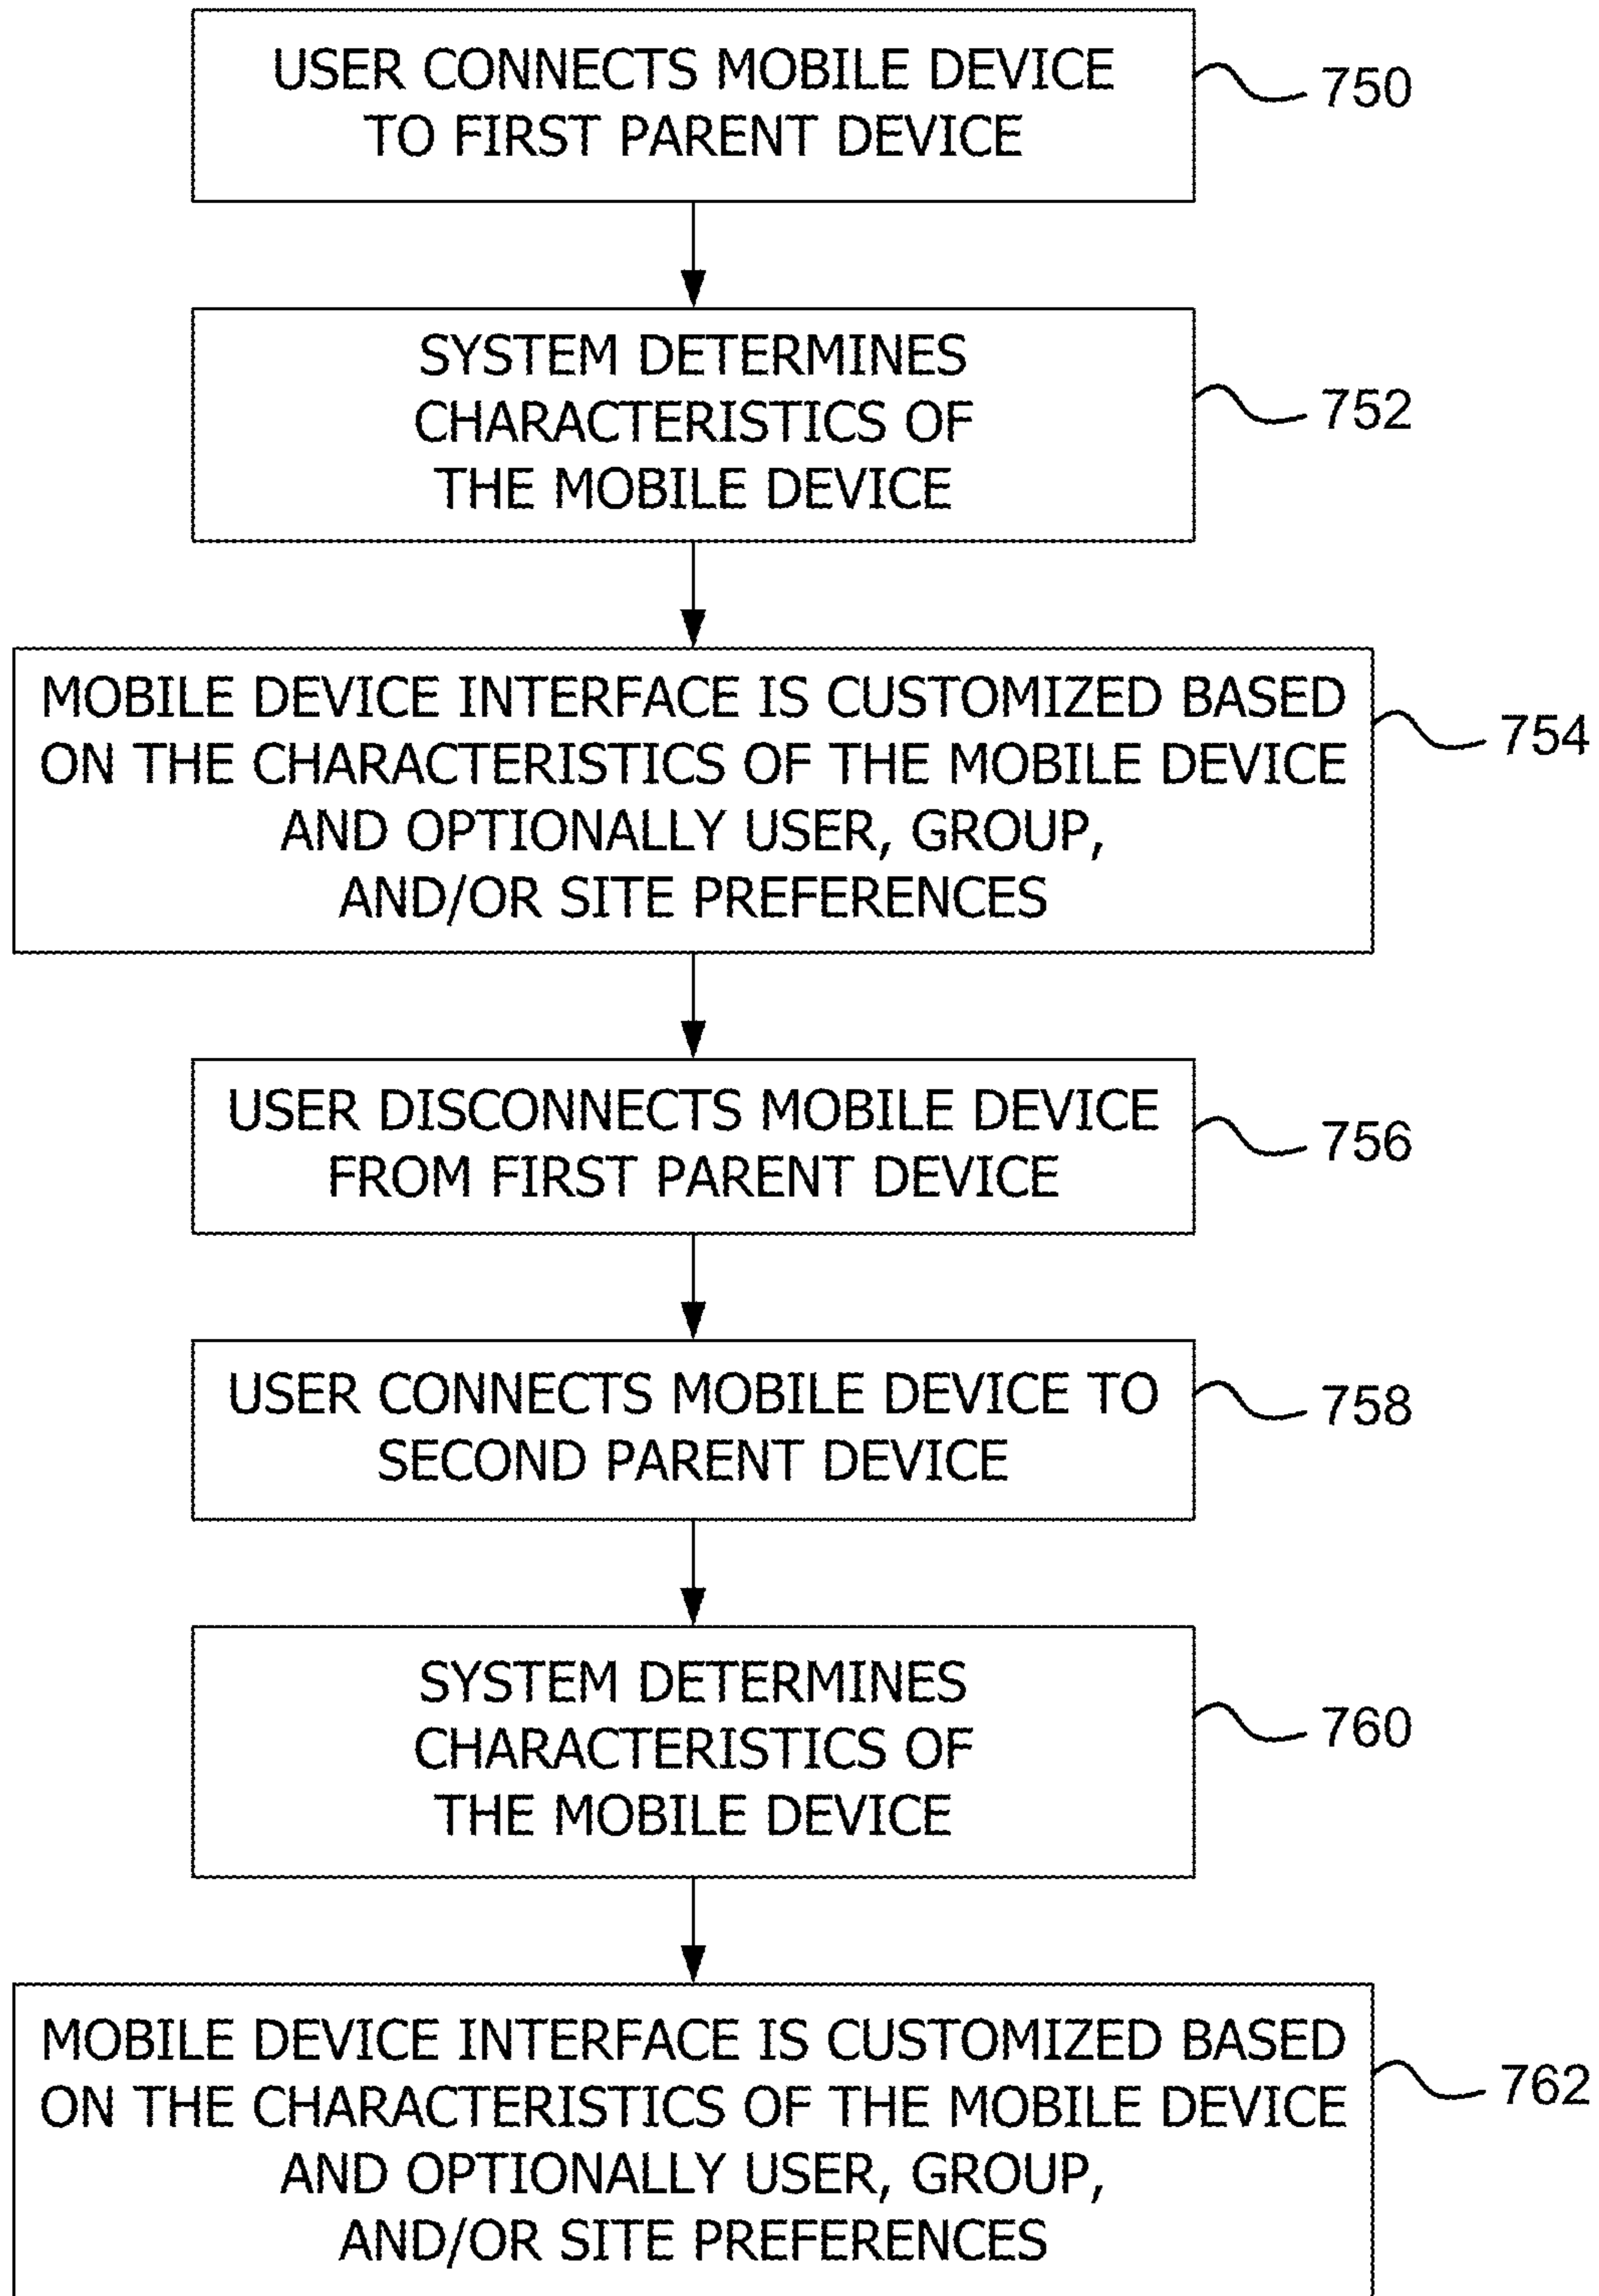 USER CONNECTS MOBILE DEVICE
TO FIRST PARENT DEVICE
750
SYSTEM DETERMINES
CHARACTERISTICS OF
THE MOBILE DEVICE
752
MOBILE DEVICE INTERFACE IS CUSTOMIZED BASED
ON THE CHARACTERISTICS OF THE MOBILE DEVICE
AND OPTIONALLY USER, GROUP,
AND/OR SITE PREFERENCES
754
USER DISCONNECTS MOBILE DEVICE
FROM FIRST PARENT DEVICE
756
USER CONNECTS MOBILE DEVICE TO
SECOND PARENT DEVICE
758
SYSTEM DETERMINES
CHARACTERISTICS OF
THE MOBILE DEVICE
760
MOBILE DEVICE INTERFACE IS CUSTOMIZED BASED
ON THE CHARACTERISTICS OF THE MOBILE DEVICE
AND OPTIONALLY USER, GROUP,
AND/OR SITE PREFERENCES
762